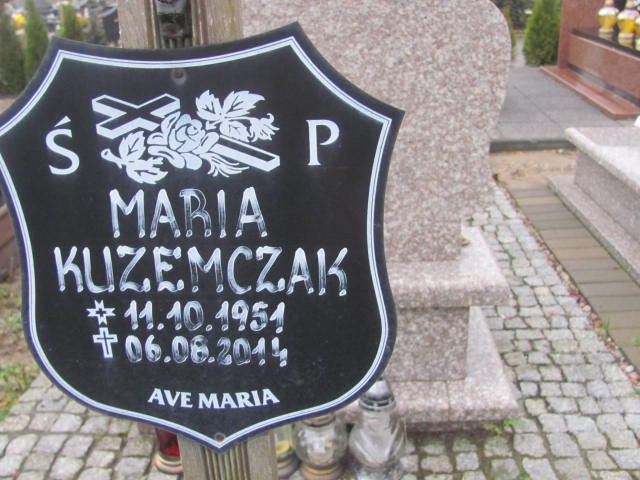 Ś P
MARIA
KUZEMCZAK
11.10.1951
06.08.2014
AVE MARIA